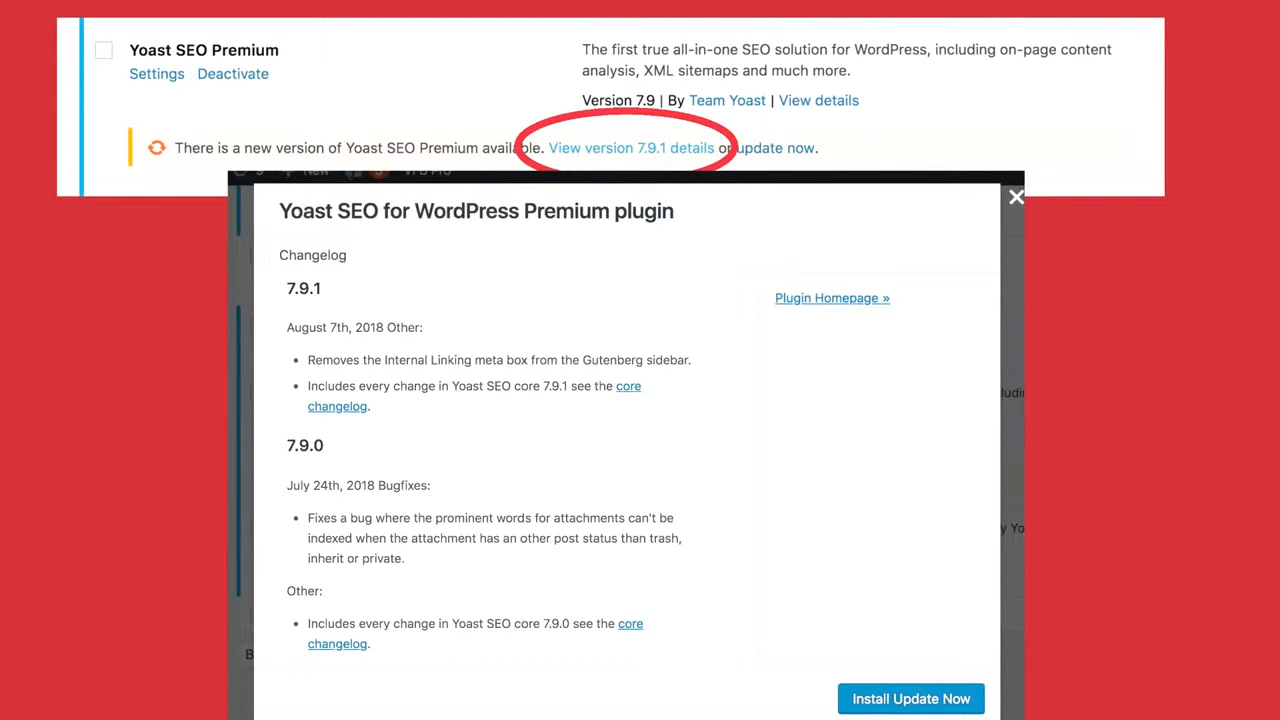 Yoast SEO Premium
Settings Deactivate
The first true all-in-one SEO solution for WordPress, including on-page content
analysis, XML sitemaps and much more.
Version 7.9 | By Team Yoast | View details
There is a new version of Yoast SEO Premium available. View version 7.9.1 details or update now.
New
Yoast SEO for WordPress Premium plugin
Changelog
7.9.1
Plugin Homepage »
August 7th, 2018 Other:
• Removes the Internal Linking meta box from the Gutenberg sidebar.
• Includes every change in Yoast SEO core 7.9.1 see the core
changelog.
7.9.0
July 24th, 2018 Bugfixes:
• Fixes a bug where the prominent words for attachments can't be
indexed when the attachment has an other post status than trash,
inherit or private.
Other:
• Includes every change in Yoast SEO core 7.9.0 see the core
changelog.
Install Update Now